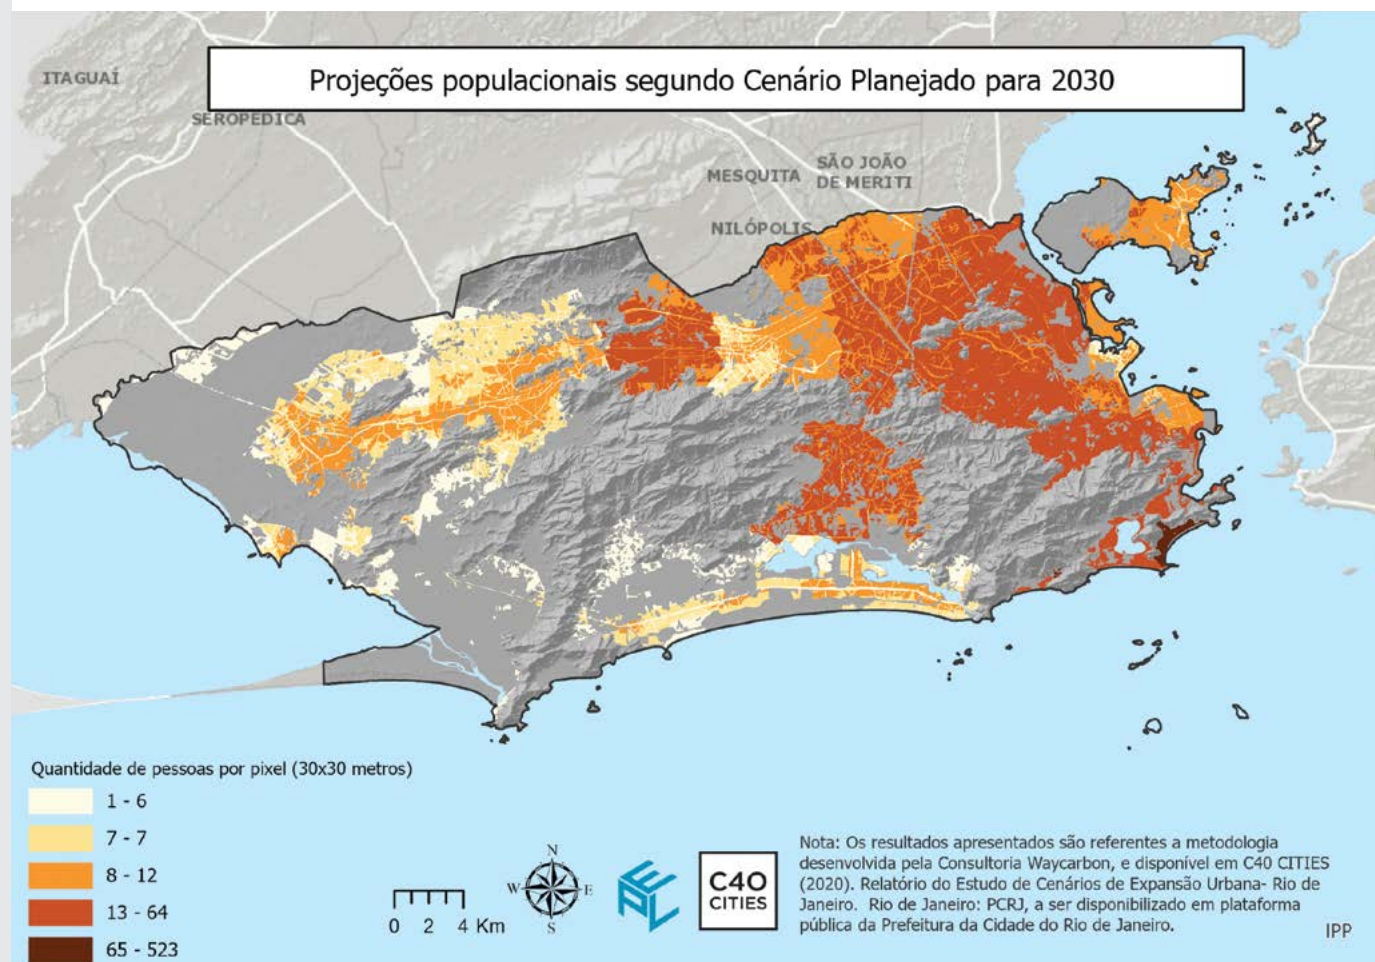 Projeções populacionais segundo Cenário Planejado para 2030
ITAGUAÍ
SEROPEDICA
MESQUITA
SÃO JOÃO
DE MERITI
NILÓPOLIS
Quantidade de pessoas por pixel (30x30 metros)
1 - 6
7 - 7
8 - 12
13 - 64
65 - 523
0 2 4 Km
N
W
E
S
EPL
C40
CITIES
Nota: Os resultados apresentados são referentes a metodologia
desenvolvida pela Consultoria Waycarbon, e disponível em C40 CITIES
(2020). Relatório do Estudo de Cenários de Expansão Urbana- Rio de
Janeiro. Rio de Janeiro: PCRJ, a ser disponibilizado em plataforma
pública da Prefeitura da Cidade do Rio de Janeiro.
IPP